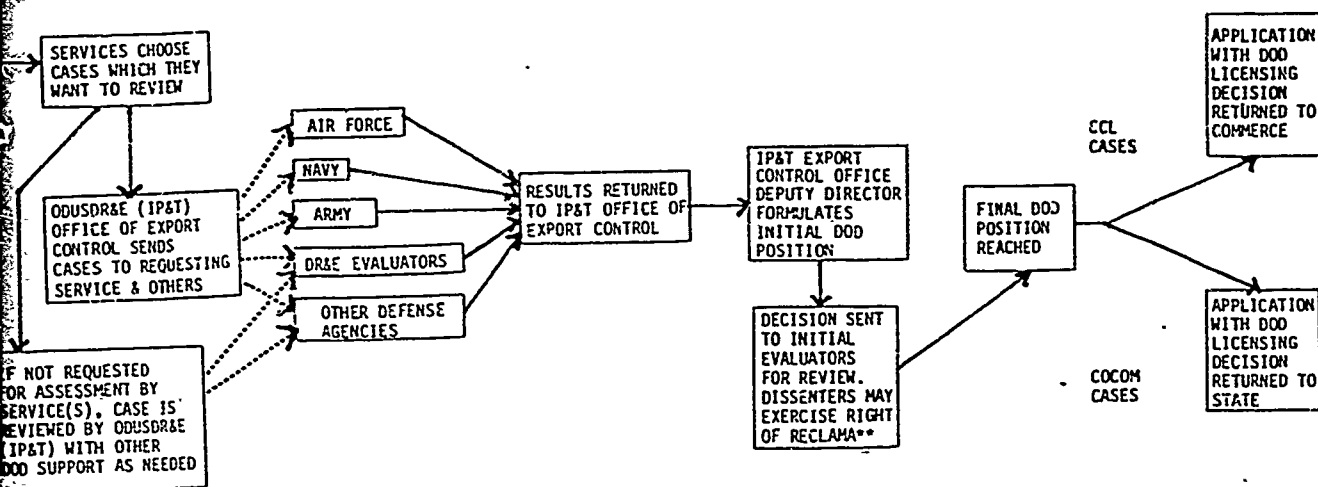 SERVICES CHOOSE
CASES WHICH THEY
WANT TO REVIEW
ODUSDR&E (IP&T)
OFFICE OF EXPORT
CONTROL SENDS
CASES TO REQUESTING
SERVICE & OTHERS
F NOT REQUESTED
FOR ASSESSMENT BY
SERVICE(S), CASE IS
REVIEWED BY ODUSDR&E
(IP&T) WITH OTHER
DOD SUPPORT AS NEEDED
AIR FORCE
NAVY
ARMY
DR&E EVALUATORS
OTHER DEFENSE
AGENCIES
RESULTS RETURNED
TO IP&T OFFICE OF
EXPORT CONTROL
IP&T EXPORT
CONTROL OFFICE
DEPUTY DIRECTOR
FORMULATES
INITIAL DOD
POSITION
DECISION SENT
TO INITIAL
EVALUATORS
FOR REVIEW.
DISSENTERS MAY
EXERCISE RIGHT
OF RECLAMA**
FINAL DOD
POSITION
REACHED
CCL
CASES
COCOM
CASES
APPLICATION
WITH DOD
LICENSING
DECISION
RETURNED TO
COMMERCE
APPLICATION
WITH DOD
LICENSING
DECISION
RETURNED TO
STATE